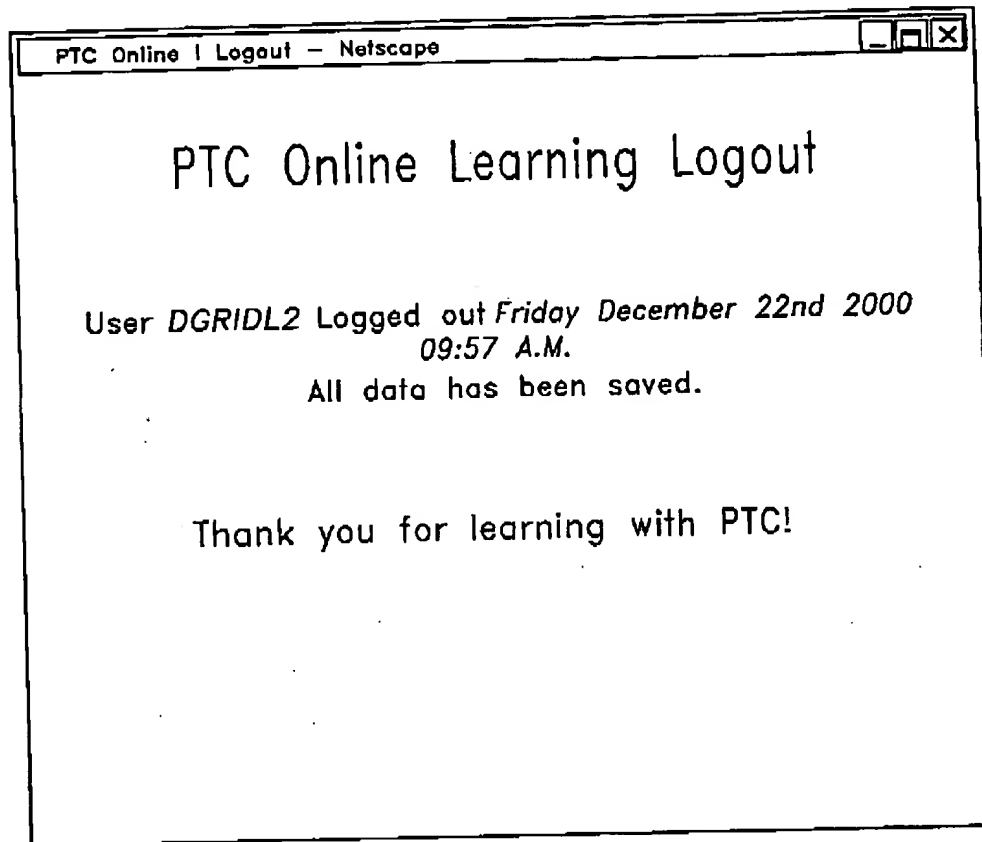 PTC Online | Logout — Netscape
PTC Online Learning Logout
User DGRIDL2 Logged out Friday December 22nd 2000
09:57 A.M.
All data has been saved.
Thank you for learning with PTC!